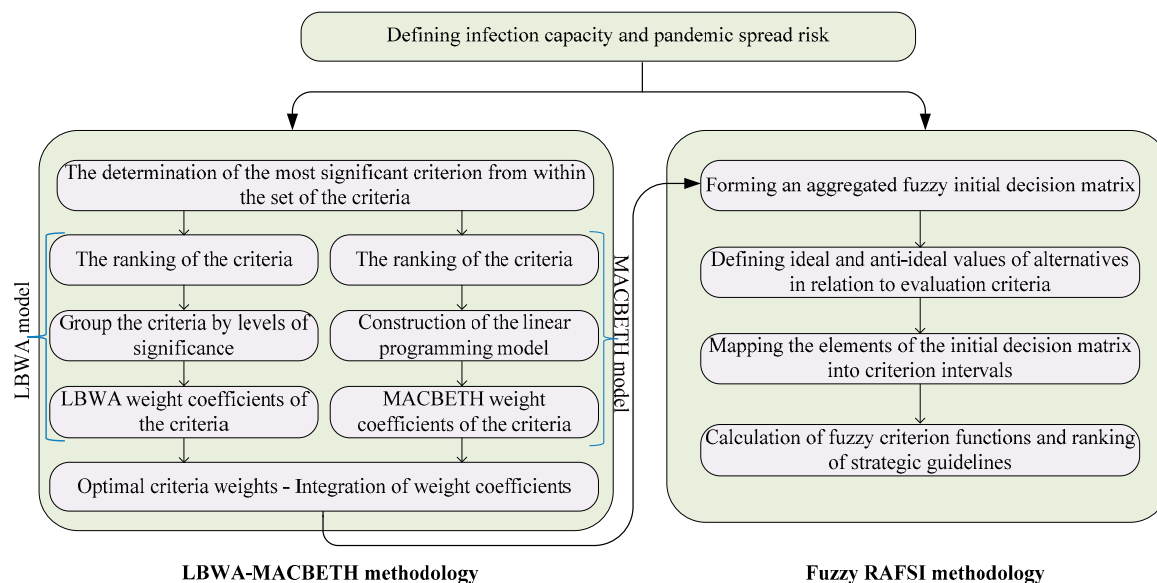 Defining infection capacity and pandemic spread risk
The determination of the most significant criterion from within
the set of the criteria
The ranking of the criteria
Group the criteria by levels of
significance
LBWA weight coefficients of
the criteria
LBWA model
The ranking of the criteria
Construction of the linear
programming model
MACBETH weight
coefficients of the criteria
MACBETH model
Optimal criteria weights - Integration of weight coefficients
LBWA-MACBETH methodology
Forming an aggregated fuzzy initial decision matrix
Defining ideal and anti-ideal values of alternatives
in relation to evaluation criteria
Mapping the elements of the initial decision matrix
into criterion intervals
Calculation of fuzzy criterion functions and ranking
of strategic guidelines
Fuzzy RAFSI methodology